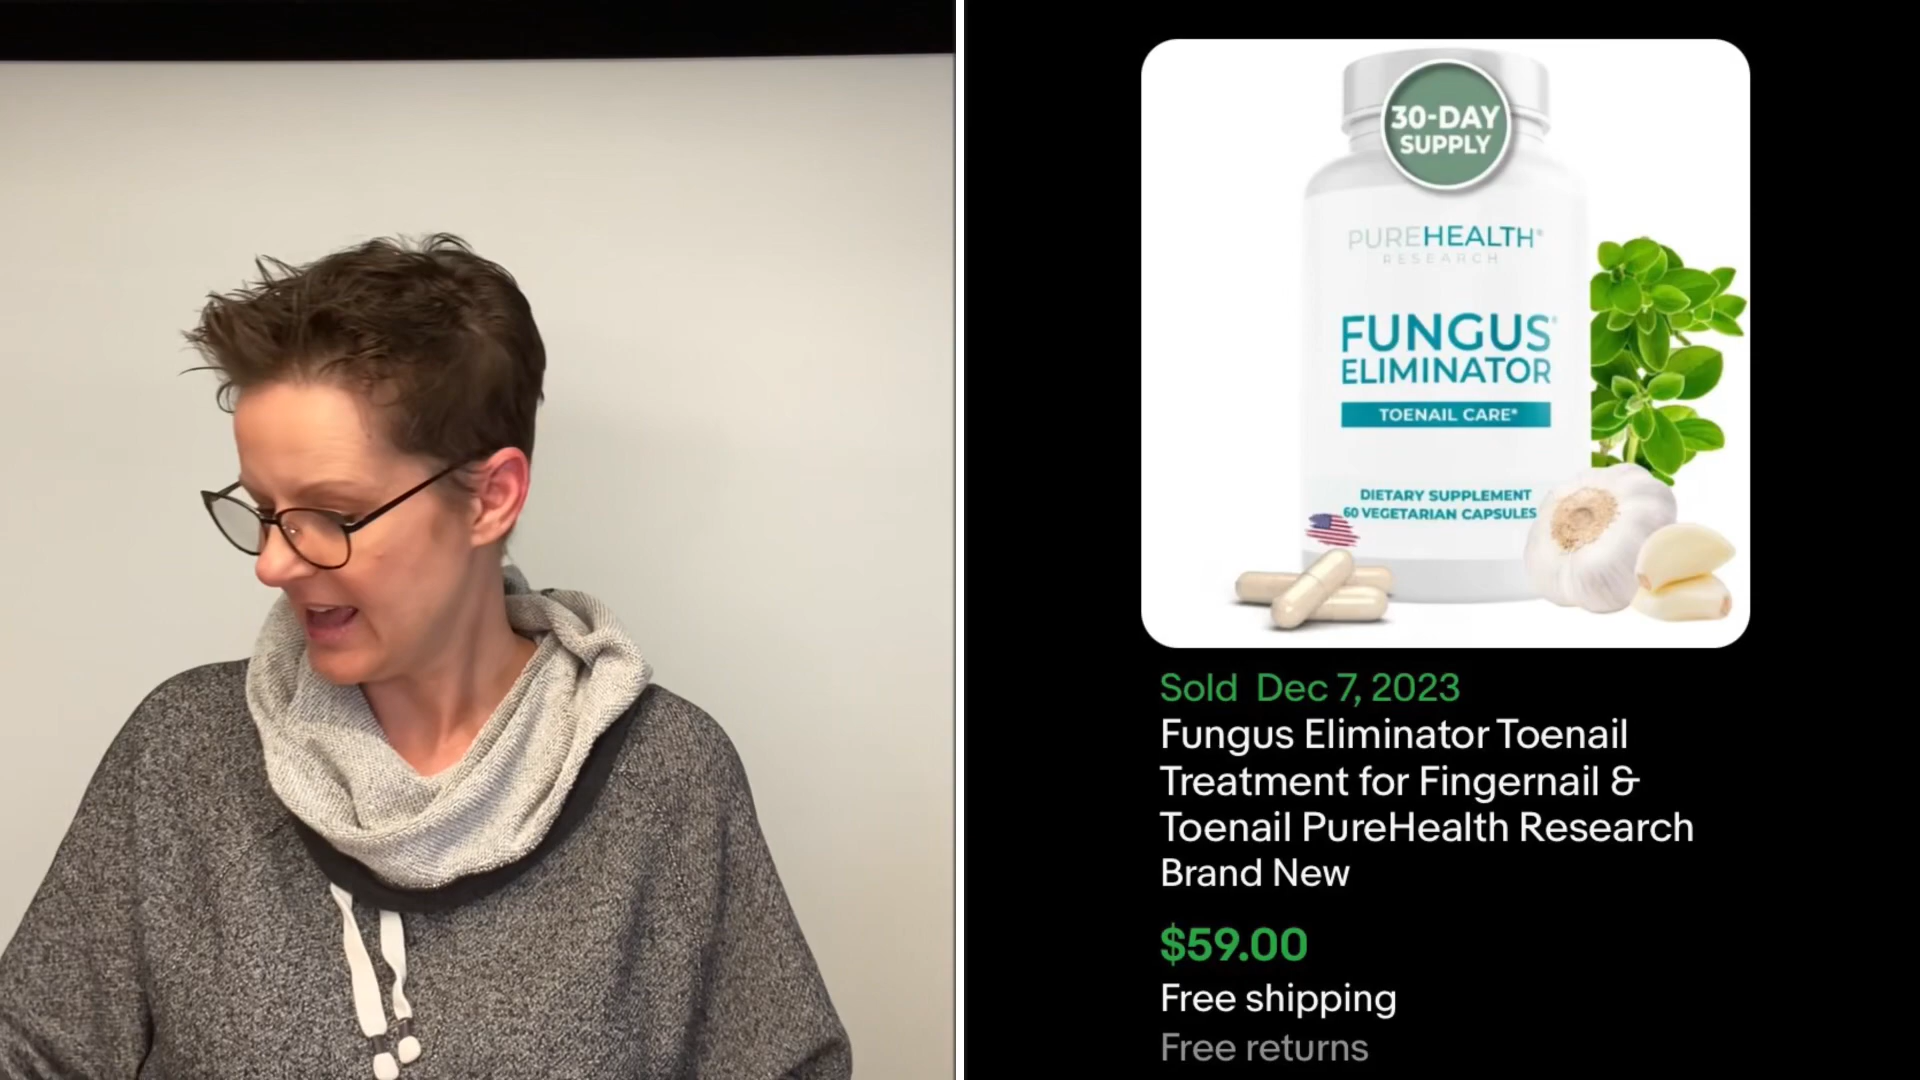 30-DAY
SUPPLY
PUREHEALTH®
RESEARCH
FUNGUS®
ELIMINATOR
TOENAIL CARE*
DIETARY SUPPLEMENT
60 VEGETARIAN CAPSULES
Sold Dec 7, 2023
Fungus Eliminator Toenail
Treatment for Fingernail &
Toenail PureHealth Research
Brand New
$59.00
Free shipping
Free returns